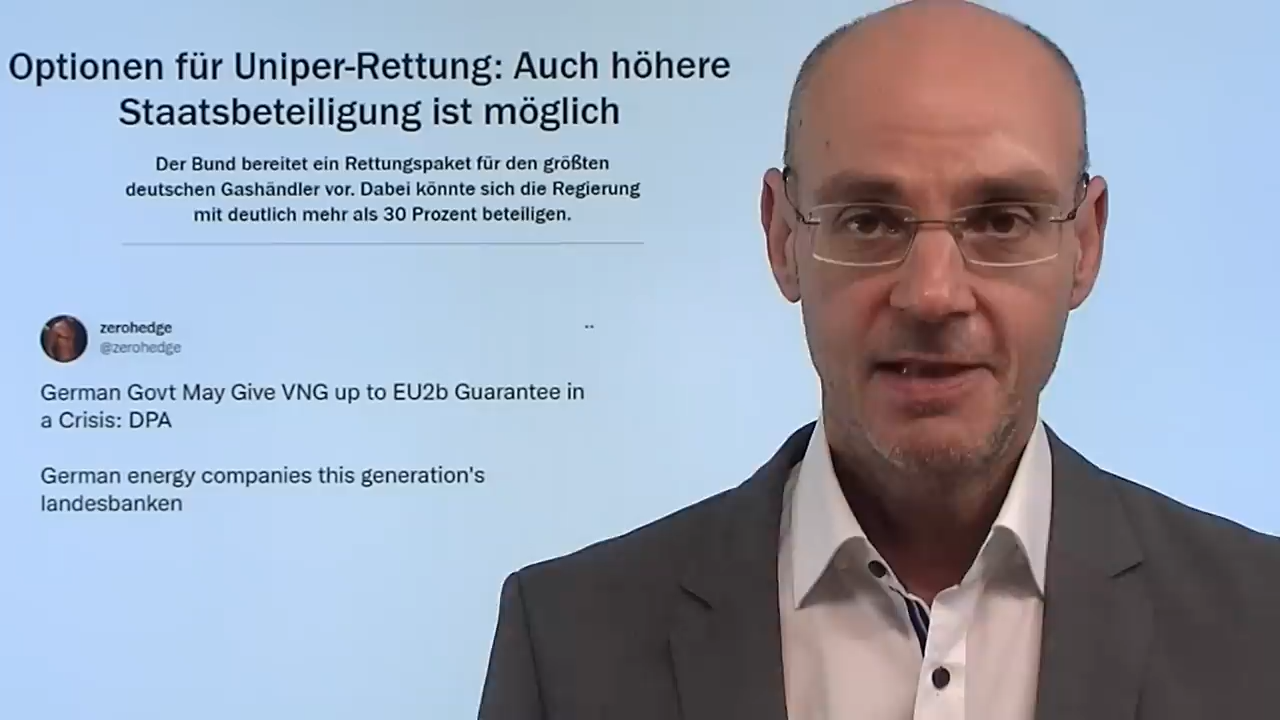 Optionen für Uniper-Rettung: Auch höhere
Staatsbeteiligung ist möglich
Der Bund bereitet ein Rettungspaket für den größten
deutschen Gashändler vor. Dabei könnte sich die Regierung
mit deutlich mehr als 30 Prozent beteiligen.
zerohedge
@zerohedge
German Govt May Give VNG up to EU2b Guarantee in
a Crisis: DPA
German energy companies this generation's
landesbanken